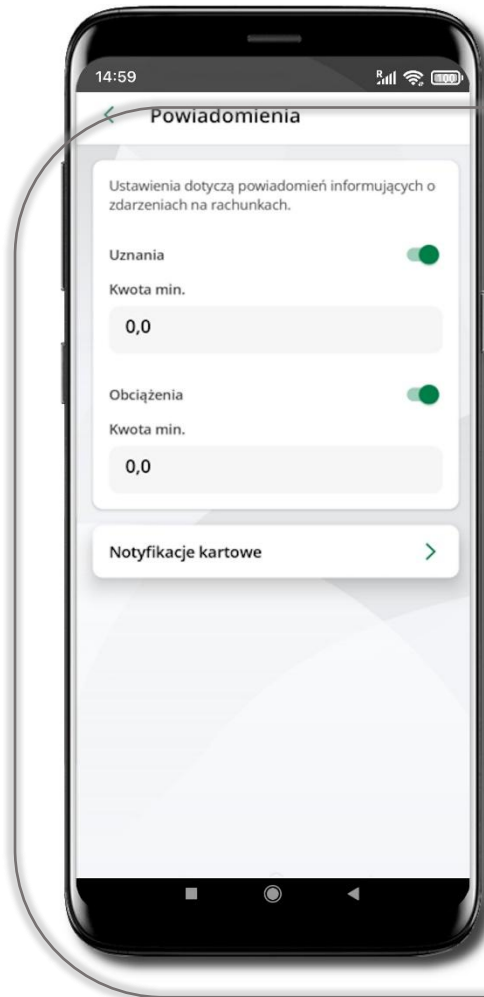 14:59
R
100
Powiadomienia
Ustawienia dotyczą powiadomień informujących o
zdarzeniach na rachunkach.
Uznania
Kwota min.
0,0
Obciążenia
Kwota min.
0,0
Notyfikacje kartowe